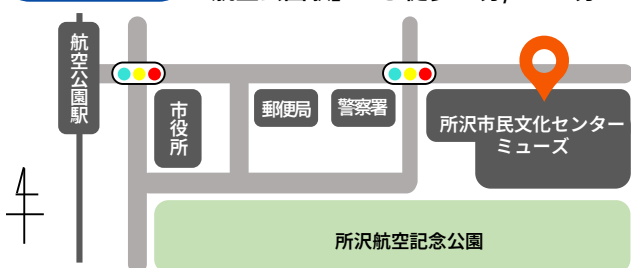 航空公園駅
市役所
郵便局
警察署
所沢市民文化センター
ミューズ
所沢航空記念公園